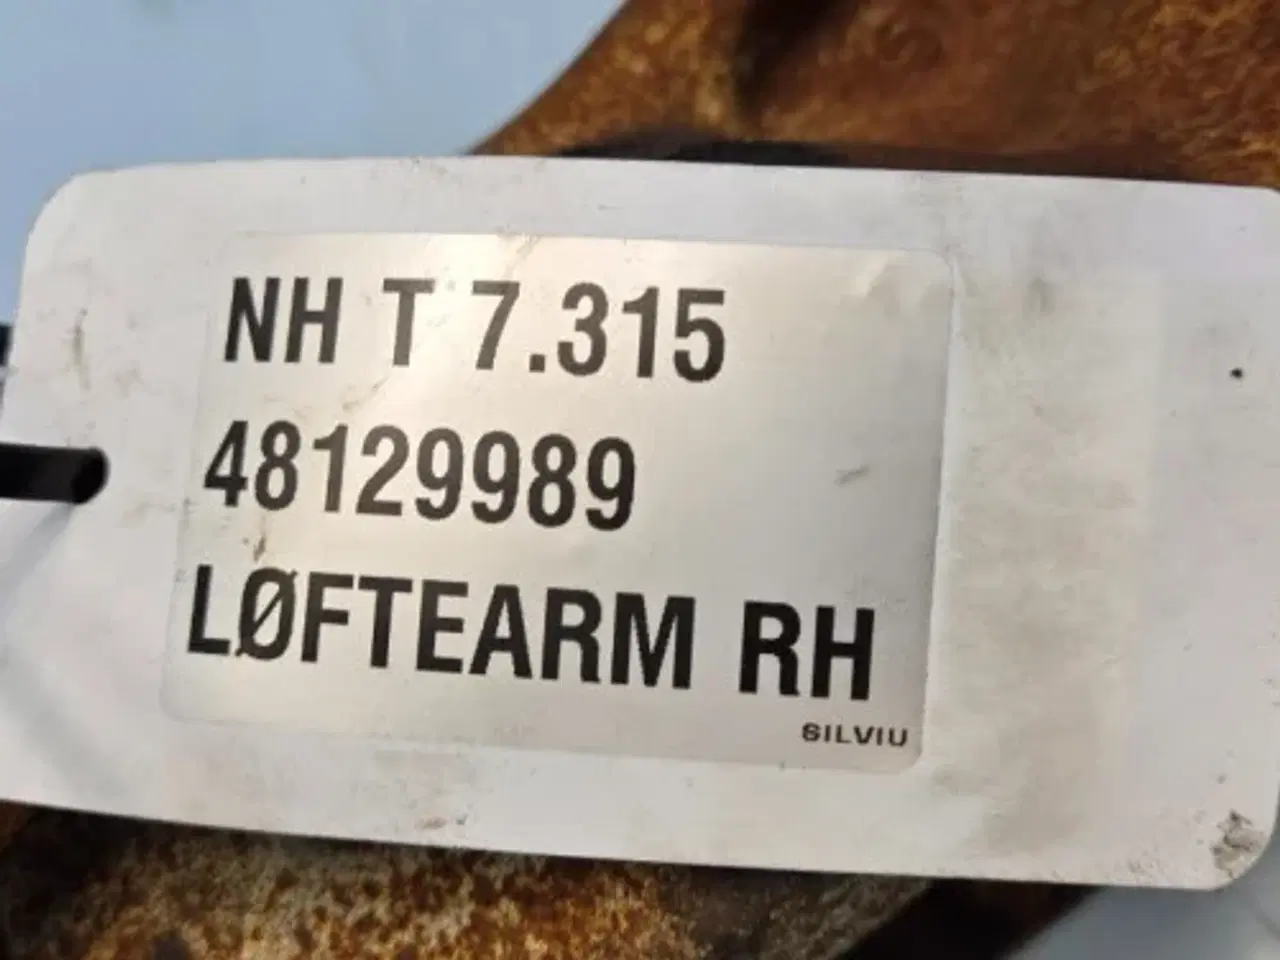 NH T 7.315
48129989
LØFTEARM RH
SILVIU